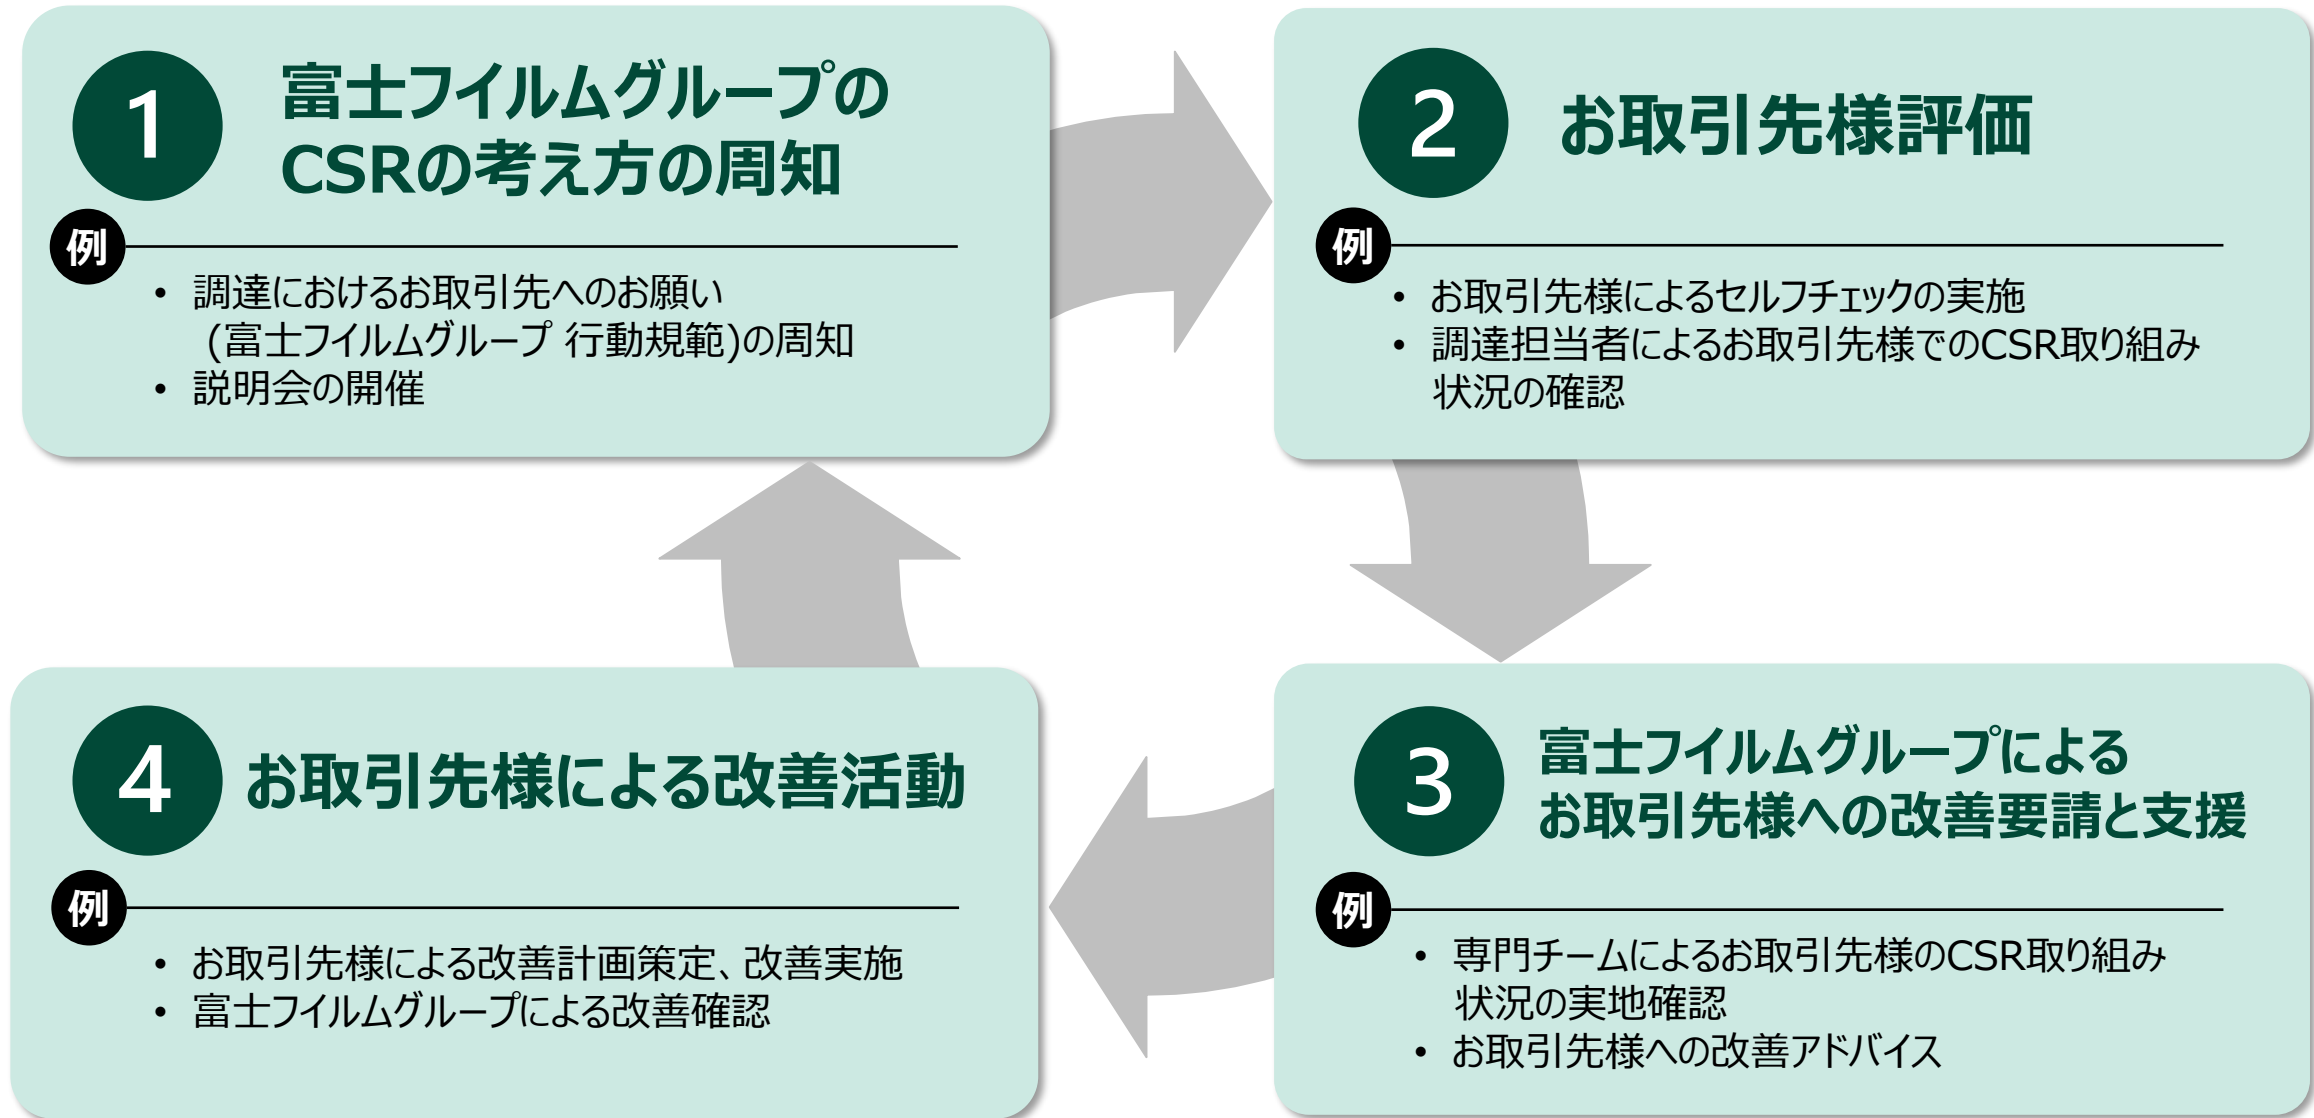 1
富士フイルムグループの
CSRの考え方の周知
例
• 調達におけるお取引先へのお願い
(富士フイルムグループ 行動規範)の周知
• 説明会の開催
2
お取引先様評価
例
• お取引先様によるセルフチェックの実施
• 調達担当者によるお取引先様でのCSR取り組み
状況の確認
3
富士フイルムグループによる
お取引先様への改善要請と支援
例
• 専門チームによるお取引先様のCSR取り組み
状況の実地確認
• お取引先様への改善アドバイス
4
お取引先様による改善活動
例
• お取引先様による改善計画策定、改善実施
• 富士フイルムグループによる改善確認